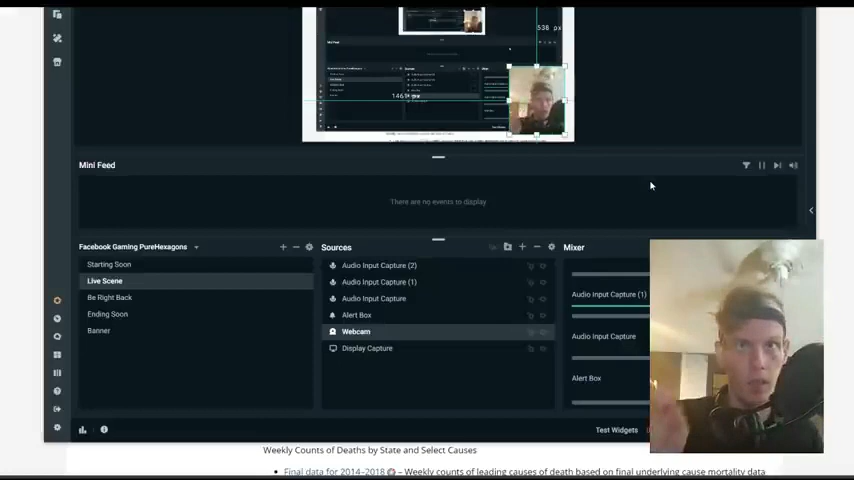 538 px
146 px
Mini Feed
There are no events to display
Facebook Gaming PureHexagons
Sources
Mixer
Starting Soon
Live Scene
Be Right Back
Ending Soon
Banner
Audio Input Capture (2)
Audio Input Capture (1)
Audio Input Capture
Alert Box
Webcam
Display Capture
Audio Input Capture (1)
Audio Input Capture
Alert Box
Test Widgets
Weekly Counts of Deaths by State and Select Causes
Final data for 2014–2018 – Weekly counts of leading causes of death based on final underlying cause mortality data